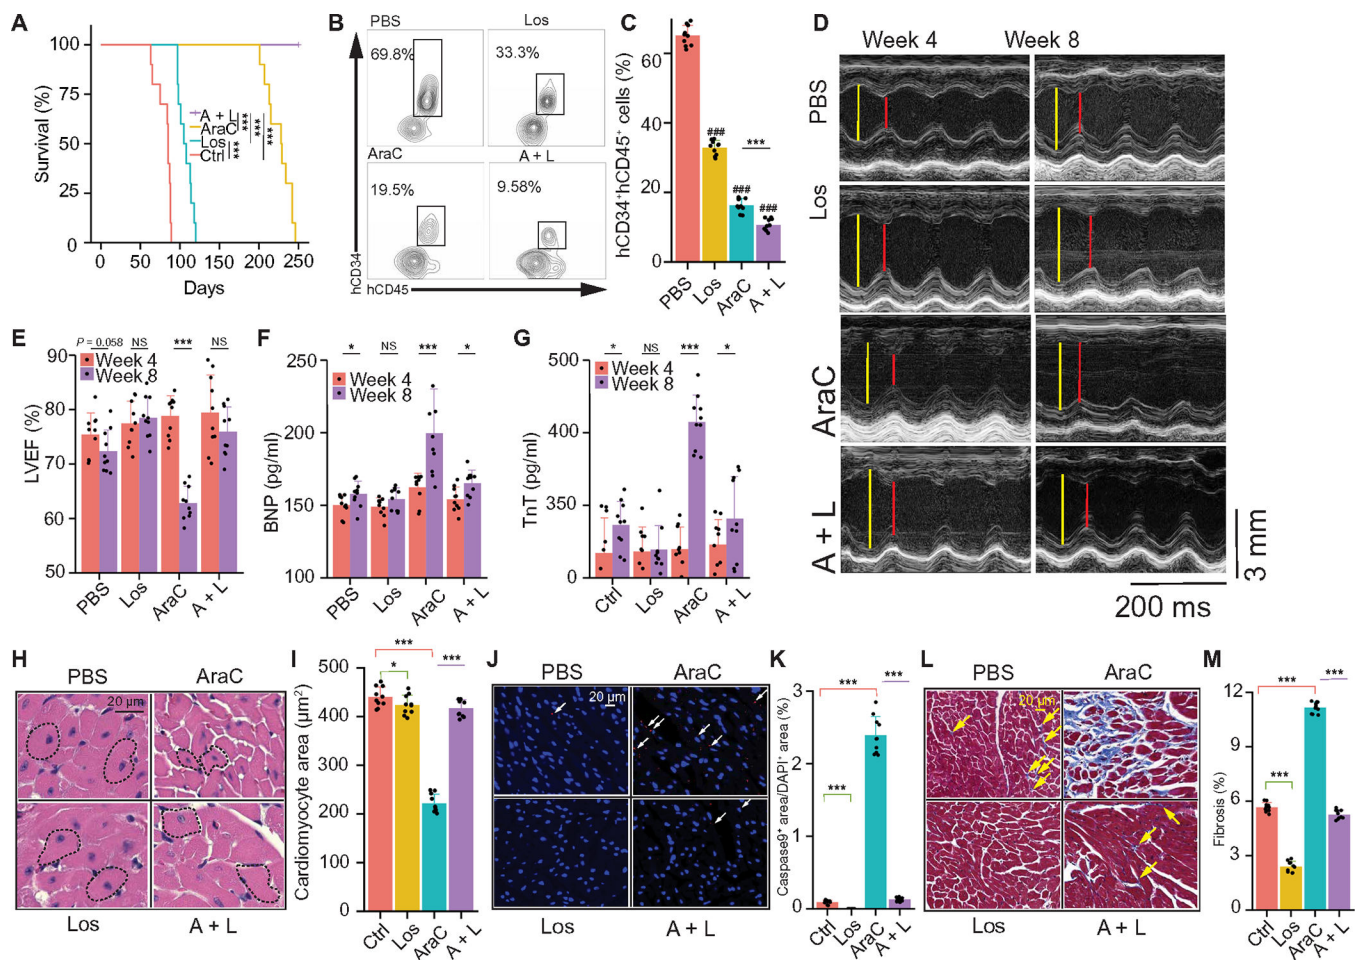 A
Survival (%)
100
75
50
25
0
0 50 100 150 200 250
Days
A + L
AraC
Los
Ctrl
***
***
***
***
***
B
PBS
Los
69.8%
33.3%
AraC
A + L
19.5%
9.58%
hCD34
hCD45
C
hCD34⁺hCD45⁺ cells (%)
60
40
20
0
###
###
***
###
PBS Los AraC A + L
D
Week 4 Week 8
PBS
Los
AraC
A + L
3 mm
200 ms
E
P = 0.058 NS *** NS
Week 4
Week 8
LVEF (%)
90
80
70
60
50
PBS Los AraC A + L
F
* NS *** *
Week 4
Week 8
BNP (pg/ml)
250
200
150
100
PBS Los AraC A + L
G
* NS *** *
Week 4
Week 8
TnT (pg/ml)
500
400
350
0
Ctrl Los AraC A + L
H
PBS AraC
20 µm
Los A + L
I
***
* ***
Cardiomyocyte area (µm²)
500
400
300
200
100
0
Ctrl Los AraC A + L
J
PBS AraC
20 µm
Los A + L
K
*** ***
***
Caspase9⁺ area/DAPI⁺ area (%)
3
2
1
0
Ctrl Los AraC A + L
L
PBS AraC
20 µm
Los A + L
M
*** ***
***
Fibrosis (%)
12
9
6
3
0
Ctrl Los AraC A + L